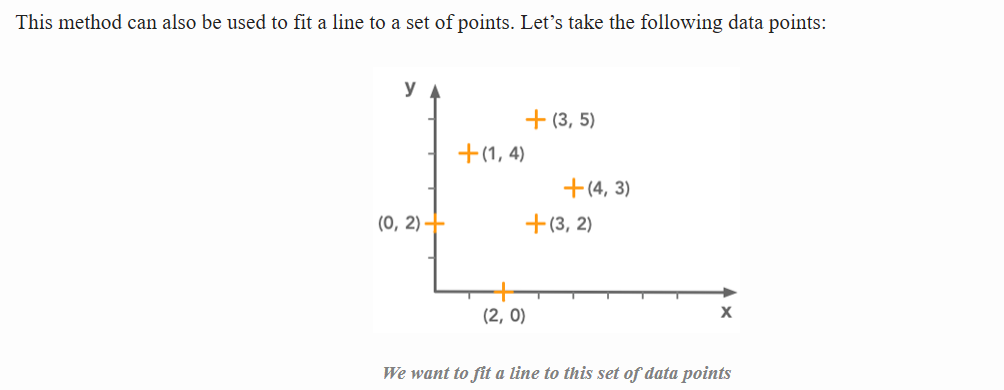 This method can also be used to fit a line to a set of points. Let’s take the following data points:
y
(3, 5)
(1, 4)
(4, 3)
(0, 2)
(3, 2)
(2, 0)
x
We want to fit a line to this set of data points